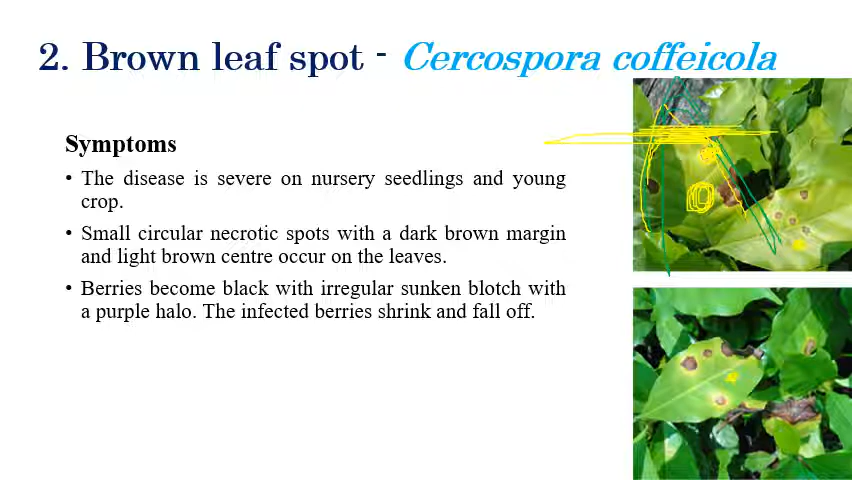 2. Brown leaf spot - Cercospora coffeicola
Symptoms
• The disease is severe on nursery seedlings and young
crop.
• Small circular necrotic spots with a dark brown margin
and light brown centre occur on the leaves.
• Berries become black with irregular sunken blotch with
a purple halo. The infected berries shrink and fall off.